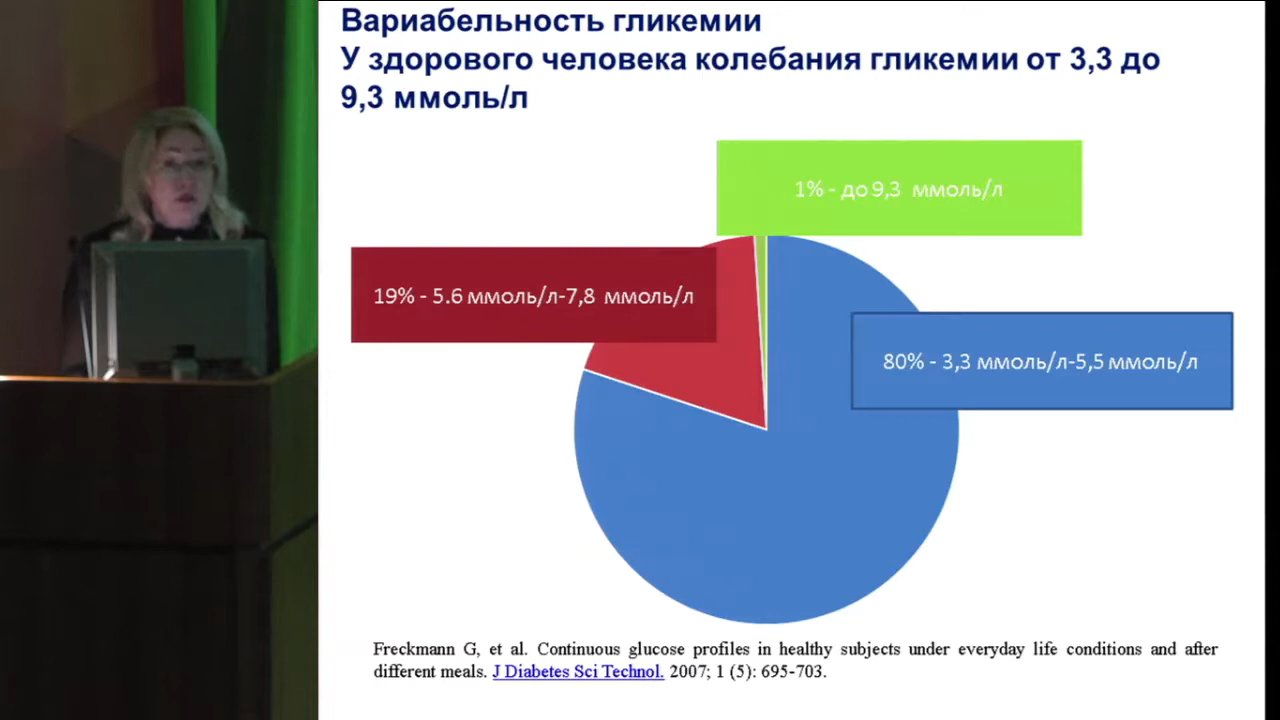 Вариабельность гликемии
У здорового человека колебания гликемии от 3,3 до
9,3 ммоль/л
1% - до 9,3 ммоль/л
19% - 5.6 ммоль/л-7,8 ммоль/л
80% - 3,3 ммоль/л-5,5 ммоль/л
Freckmann G, et al. Continuous glucose profiles in healthy subjects under everyday life conditions and after
different meals. J Diabetes Sci Technol. 2007; 1 (5): 695-703.